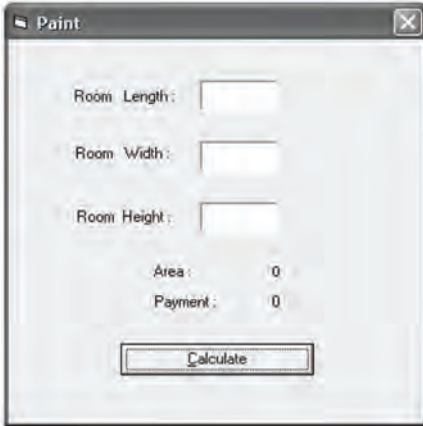 Paint
Room Length :
Room Width :
Room Height :
Area : 0
Payment : 0
Calculate